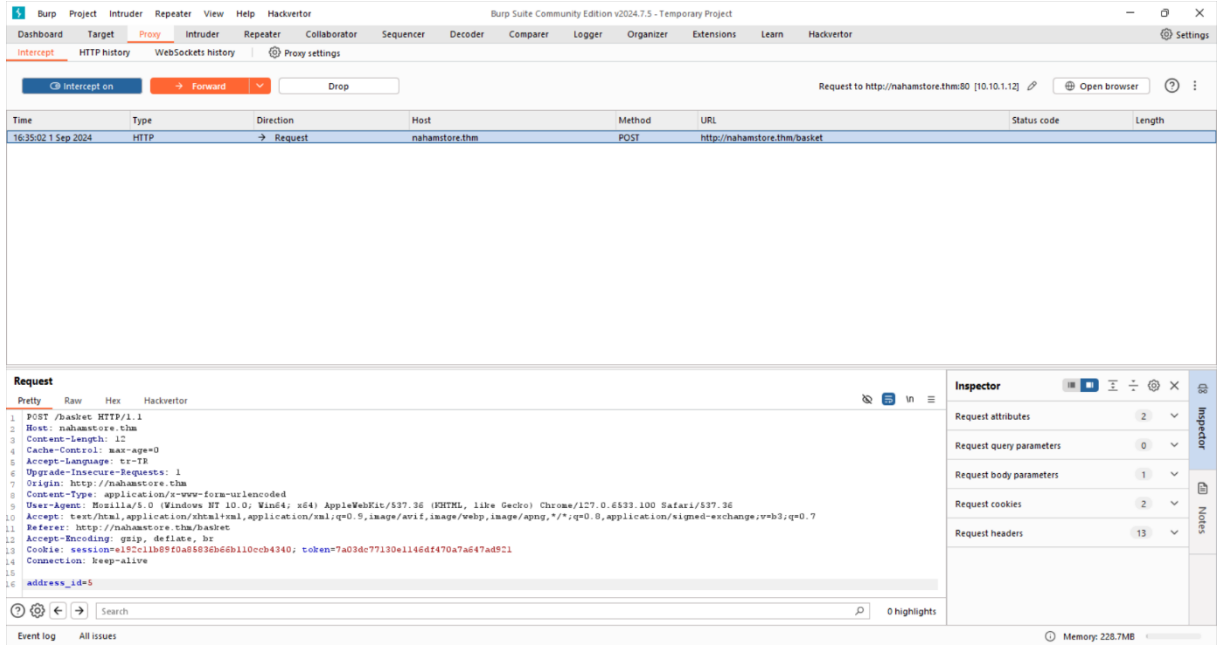 Burp Project Intruder Repeater View Help Hackvertor Burp Suite Community Edition v2024.7.5 - Temporary Project
Dashboard Target Proxy Intruder Repeater Collaborator Sequencer Decoder Comparer Logger Organizer Extensions Learn Hackvertor Settings
Intercept HTTP history WebSockets history Proxy settings
Intercept on Forward Drop Request to http://nahamstore.thm:80 [10.10.1.12] Open browser
Time Type Direction Host Method URL Status code Length
16:35:02 1 Sep 2024 HTTP → Request nahamstore.thm POST http://nahamstore.thm/basket
Request
Pretty Raw Hex Hackvertor \n
1 POST /basket HTTP/1.1
2 Host: nahamstore.thm
3 Content-Length: 12
4 Cache-Control: max-age=0
5 Accept-Language: tr-TR
6 Upgrade-Insecure-Requests: 1
7 Origin: http://nahamstore.thm
8 Content-Type: application/x-www-form-urlencoded
9 User-Agent: Mozilla/5.0 (Windows NT 10.0; Win64; x64) AppleWebKit/537.36 (KHTML, like Gecko) Chrome/127.0.6533.100 Safari/537.36
10 Accept: text/html,application/xhtml+xml,application/xml;q=0.9,image/avif,image/webp,image/apng,*/*;q=0.8,application/signed-exchange;v=b3;q=0.7
11 Referer: http://nahamstore.thm/basket
12 Accept-Encoding: gzip, deflate, br
13 Cookie: session=e192c11b89f0a85836b66b110ccb4340; token=7a03dc77130e1146df470a7a647ad921
14 Connection: keep-alive
15
16 address_id=5
Search 0 highlights
Inspector
Request attributes 2
Request query parameters 0
Request body parameters 1
Request cookies 2
Request headers 13
Inspector
Notes
Event log All issues Memory: 228.7MB